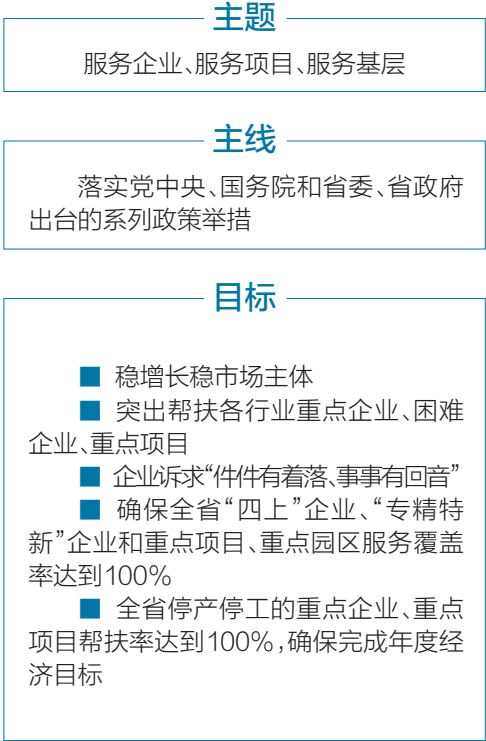 主题
服务企业、服务项目、服务基层
主线
落实党中央、国务院和省委、省政府
出台的系列政策举措
目标
■ 稳增长稳市场主体
■ 突出帮扶各行业重点企业、困难
企业、重点项目
■ 企业诉求“件件有着落、事事有回音”
■ 确保全省“四上”企业、“专精特
新”企业和重点项目、重点园区服务覆盖
率达到100%
■ 全省停产停工的重点企业、重点
项目帮扶率达到100%，确保完成年度经
济目标